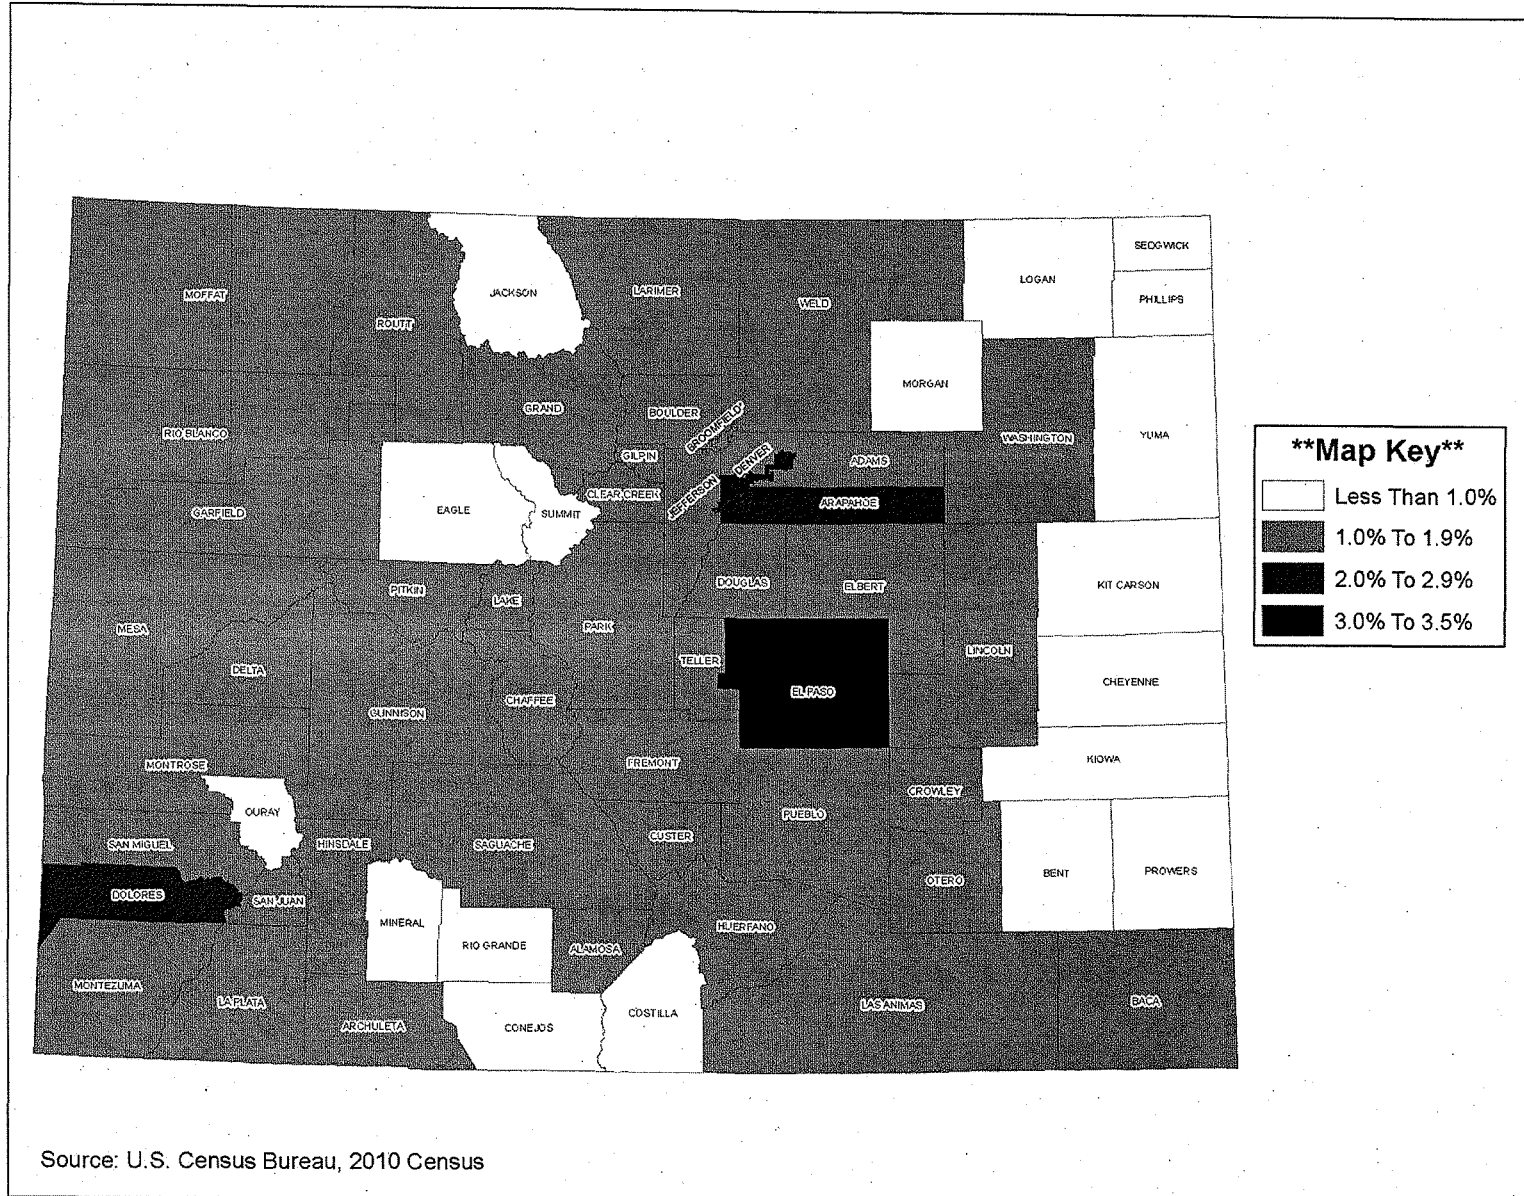 SEDGWICK
LOGAN
JACKSON
LARIMER
MOFFAT
PHILLIPS
WELD
ROUTT
MORGAN
GRAND
BOULDER
BROOMFIELD*
RIO BLANCO
WASHINGTON
YUMA
**Map Key**
GILPIN
DENVER
ADAMS
CLEAR CREEK
JEFFERSON
ARAPAHOE
Less Than 1.0%
GARFIELD
EAGLE
SUMMIT
1.0% To 1.9%
PITKIN
LAKE
DOUGLAS
ELBERT
KIT CARSON
2.0% To 2.9%
MESA
PARK
3.0% To 3.5%
DELTA
TELLER
LINCOLN
CHAFFEE
EL PASO
CHEYENNE
GUNNISON
MONTROSE
FREMONT
KIOWA
OURAY
CROWLEY
PUEBLO
SAN MIGUEL
HINSDALE
SAGUACHE
CUSTER
DOLORES
SAN JUAN
OTERO
BENT
PROWERS
MINERAL
RIO GRANDE
ALAMOSA
HUERFANO
MONTEZUMA
LA PLATA
ARCHULETA
CONEJOS
COSTILLA
LAS ANIMAS
BACA
Source: U.S. Census Bureau, 2010 Census